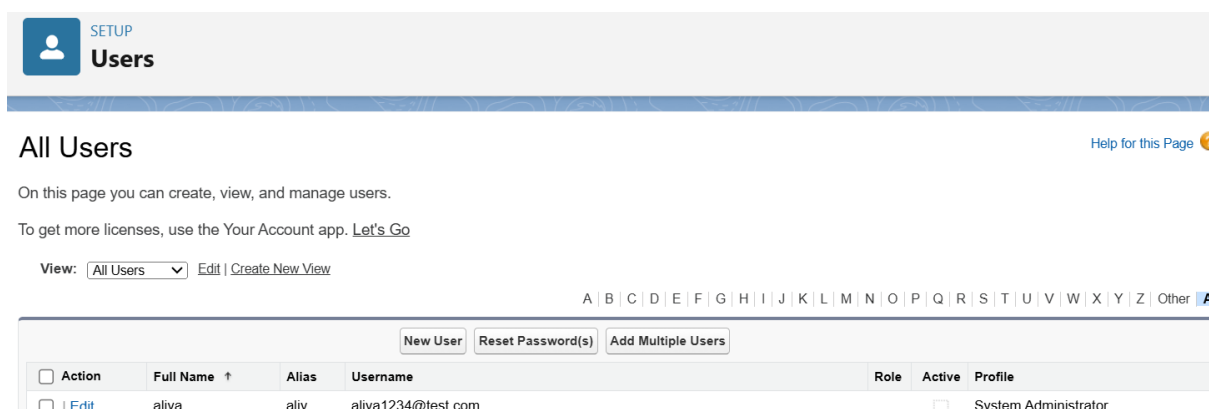 SETUP
Users
All Users
Help for this Page
On this page you can create, view, and manage users.
To get more licenses, use the Your Account app. Let's Go
View: All Users Edit | Create New View
A | B | C | D | E | F | G | H | I | J | K | L | M | N | O | P | Q | R | S | T | U | V | W | X | Y | Z | Other
New User Reset Password(s) Add Multiple Users
Action Full Name ↑ Alias Username Role Active Profile
| Edit aliya aliy aliya1234@test.com System Administrator